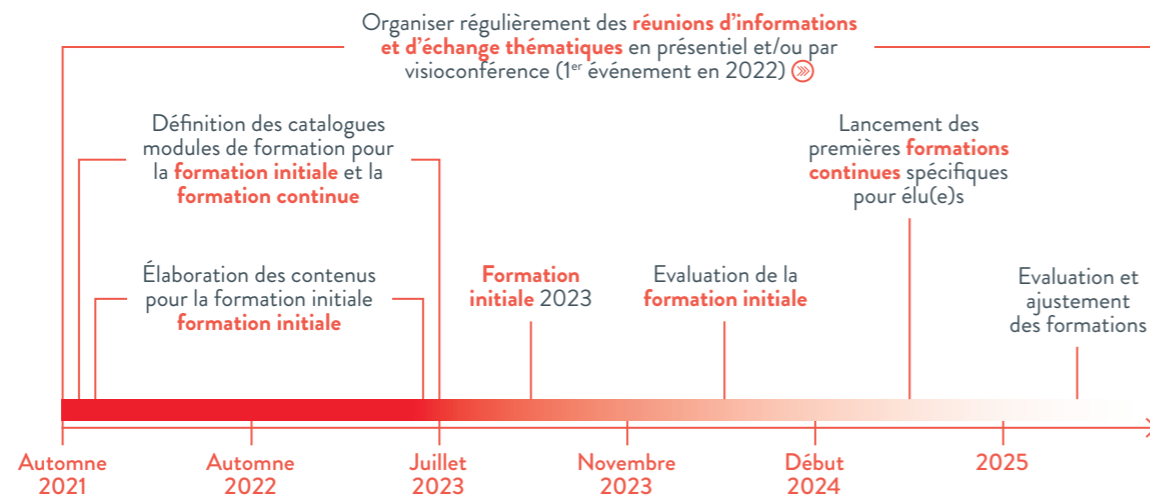 Organiser régulièrement des réunions d’informations
et d’échange thématiques en présentiel et/ou par
visioconférence (1er événement en 2022)
Définition des catalogues
modules de formation pour
la formation initiale et la
formation continue
Lancement des
premières formations
continues spécifiques
pour élu(e)s
Élaboration des contenus
pour la formation initiale
formation initiale
Formation
initiale 2023
Evaluation de la
formation initiale
Evaluation et
ajustement
des formations
Automne
2021
Automne
2022
Juillet
2023
Novembre
2023
Début
2024
2025